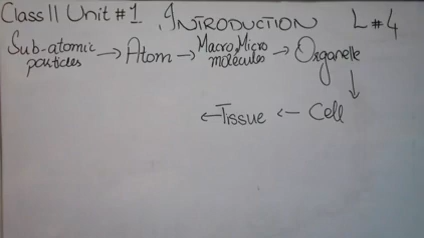 Class 11 Unit #1 INTRODUCTION L#4
Sub-atomic particles → Atom → Macro, Micro molecules → Organelle
↓
← Tissue ← Cell